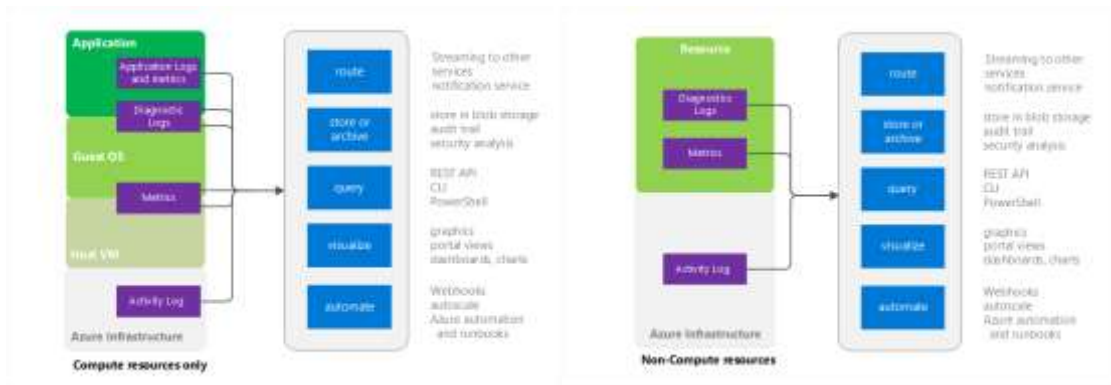 Application
Application Logs
and metrics
Diagnostic
Logs
Guest OS
Metrics
Host VM
Activity Log
Azure Infrastructure
Compute resources only
route
store or
archive
query
visualize
automate
Streaming to other
services
notification service
store in blob storage
audit trail
security analysis
REST API
CLI
PowerShell
graphics
portal views
dashboards, charts
Webhooks
autoscale
Azure automation
and runbooks
Resource
Diagnostic
Logs
Metrics
Activity Log
Azure Infrastructure
Non-Compute resources
route
store or
archive
query
visualize
automate
Streaming to other
services
notification service
store in blob storage
audit trail
security analysis
REST API
CLI
PowerShell
graphics
portal views
dashboards, charts
Webhooks
autoscale
Azure automation
and runbooks